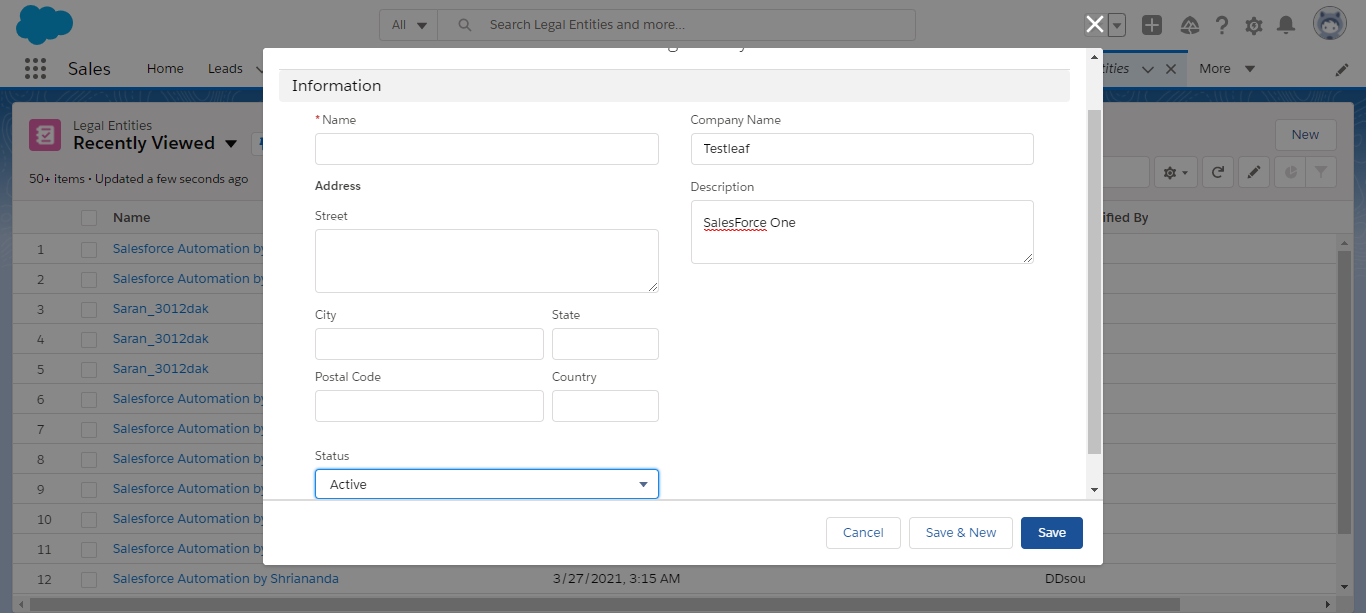 All
Search Legal Entities and more...
Sales
Home
Leads
More
Legal Entities
Recently Viewed
New
50+ items • Updated a few seconds ago
Name
1
Salesforce Automation by
2
Salesforce Automation by
3
Saran_3012dak
4
Saran_3012dak
5
Saran_3012dak
6
Salesforce Automation by
7
Salesforce Automation by
8
Salesforce Automation by
9
Salesforce Automation by
10
Salesforce Automation by
11
Salesforce Automation by
12
Salesforce Automation by Shriananda
3/27/2021, 3:15 AM
DDsou
Information
* Name
Company Name
Testleaf
Address
Description
Street
SalesForce One
City
State
Postal Code
Country
Status
Active
Cancel
Save & New
Save